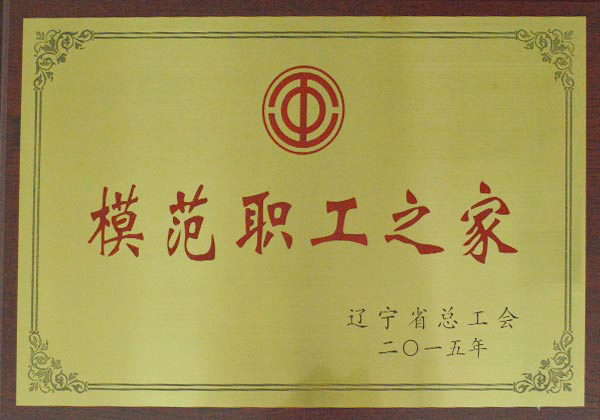 模范职工之家
辽宁省总工会
二〇一五年